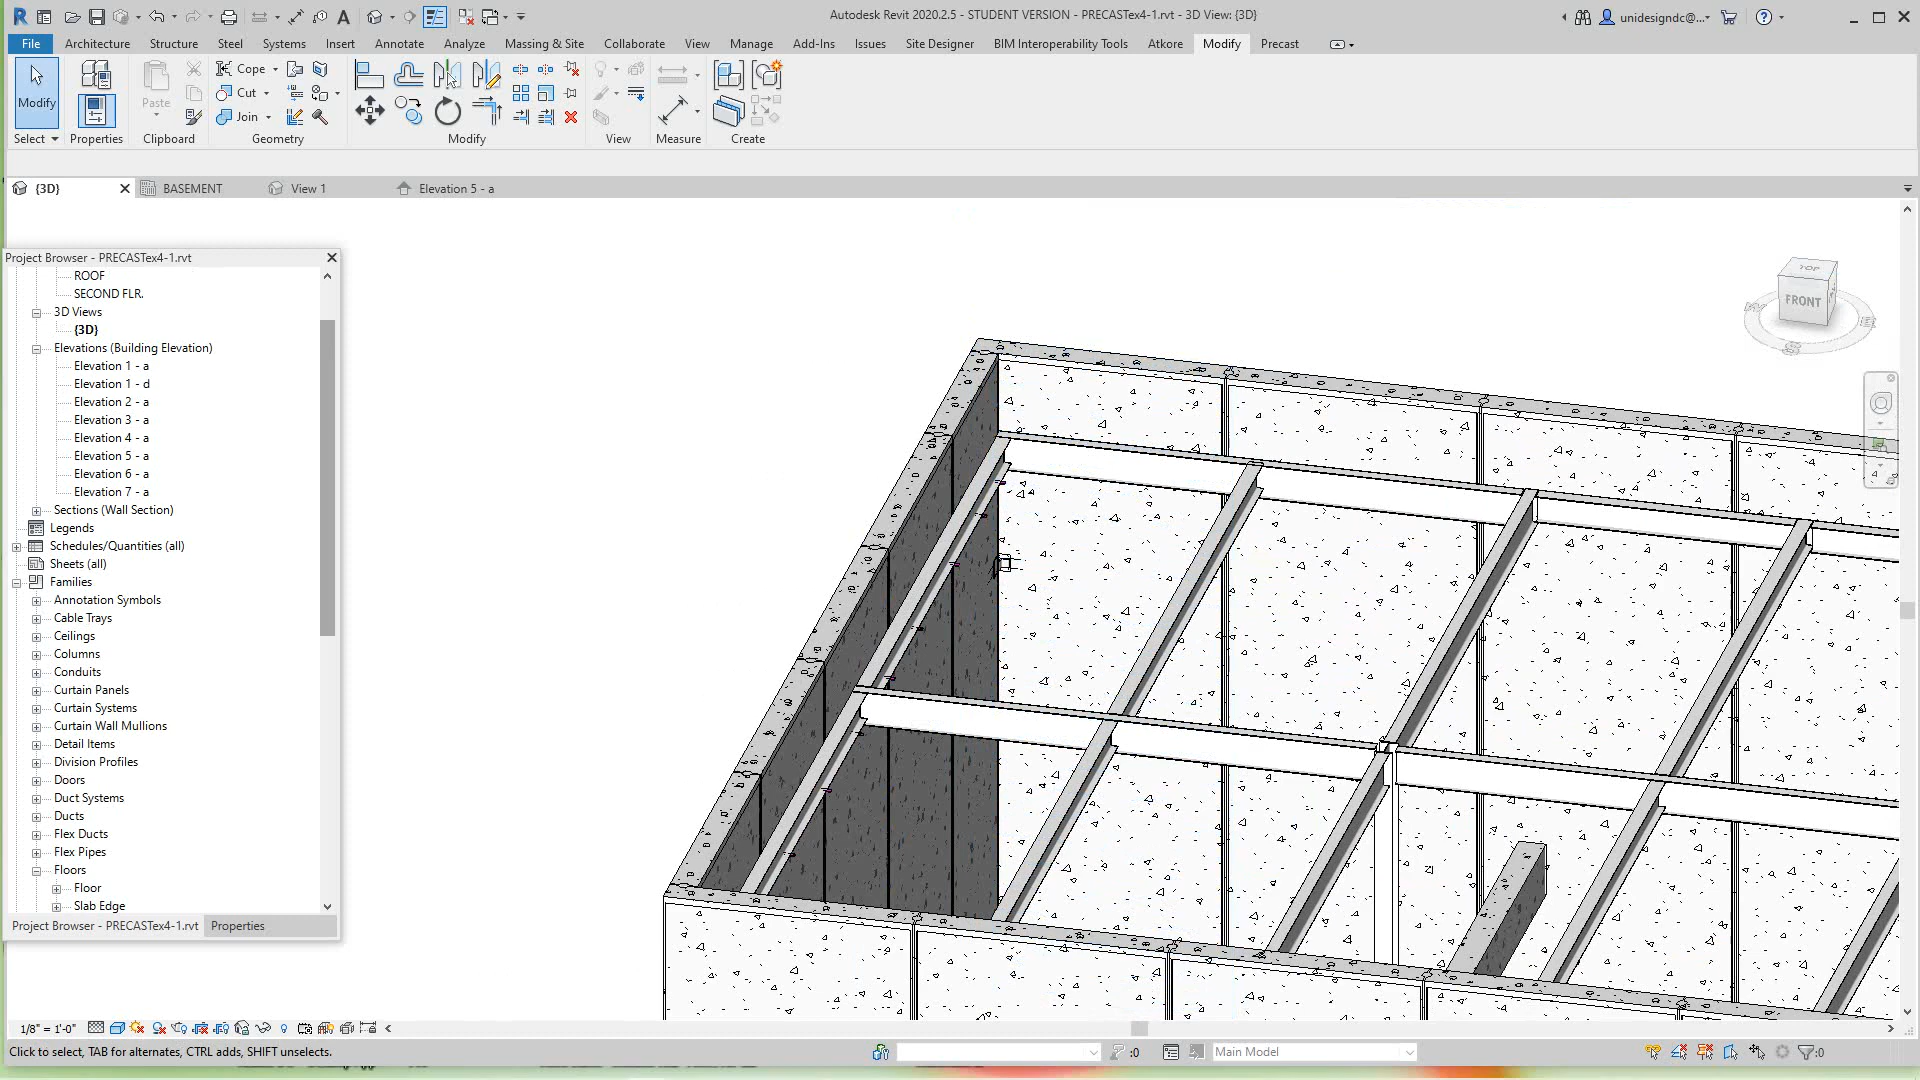 Autodesk Revit 2020.2.5 - STUDENT VERSION - PRECASTex4-1.rvt - 3D View: {3D}
unidesigndc@...
File Architecture Structure Steel Systems Insert Annotate Analyze Massing & Site Collaborate View Manage Add-Ins Issues Site Designer BIM Interoperability Tools Atkore Modify Precast
Modify
Paste
Cope
Cut
Join
Select Properties Clipboard Geometry Modify View Measure Create
{3D} BASEMENT View 1 Elevation 5 - a
Project Browser - PRECASTex4-1.rvt
ROOF
SECOND FLR.
3D Views
{3D}
Elevations (Building Elevation)
Elevation 1 - a
Elevation 1 - d
Elevation 2 - a
Elevation 3 - a
Elevation 4 - a
Elevation 5 - a
Elevation 6 - a
Elevation 7 - a
Sections (Wall Section)
Legends
Schedules/Quantities (all)
Sheets (all)
Families
Annotation Symbols
Cable Trays
Ceilings
Columns
Conduits
Curtain Panels
Curtain Systems
Curtain Wall Mullions
Detail Items
Division Profiles
Doors
Duct Systems
Ducts
Flex Ducts
Flex Pipes
Floors
Floor
Slab Edge
Project Browser - PRECASTex4-1.rvt Properties
TOP
FRONT
1/8" = 1'-0"
Click to select, TAB for alternates, CTRL adds, SHIFT unselects.
:0
Main Model
:0